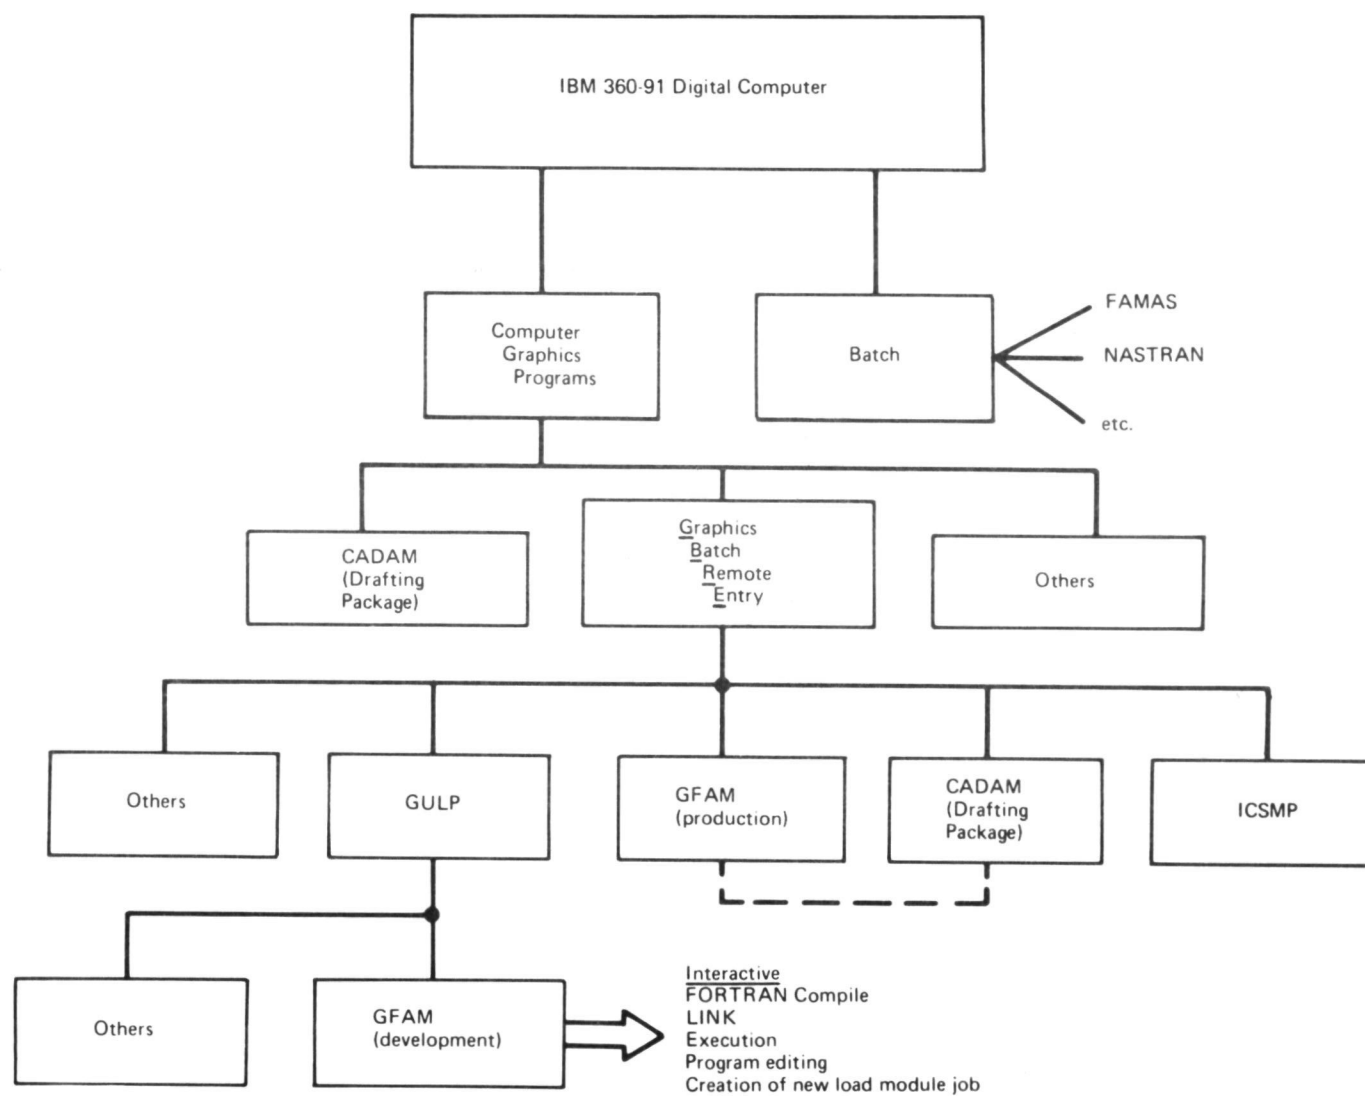 IBM 360-91 Digital Computer
Computer
Graphics
Programs
Batch
FAMAS
NASTRAN
etc.
CADAM
(Drafting
Package)
Graphics
Batch
Remote
Entry
Others
Others
GULP
GFAM
(production)
CADAM
(Drafting
Package)
ICSMP
Others
GFAM
(development)
Interactive
FORTRAN Compile
LINK
Execution
Program editing
Creation of new load module job